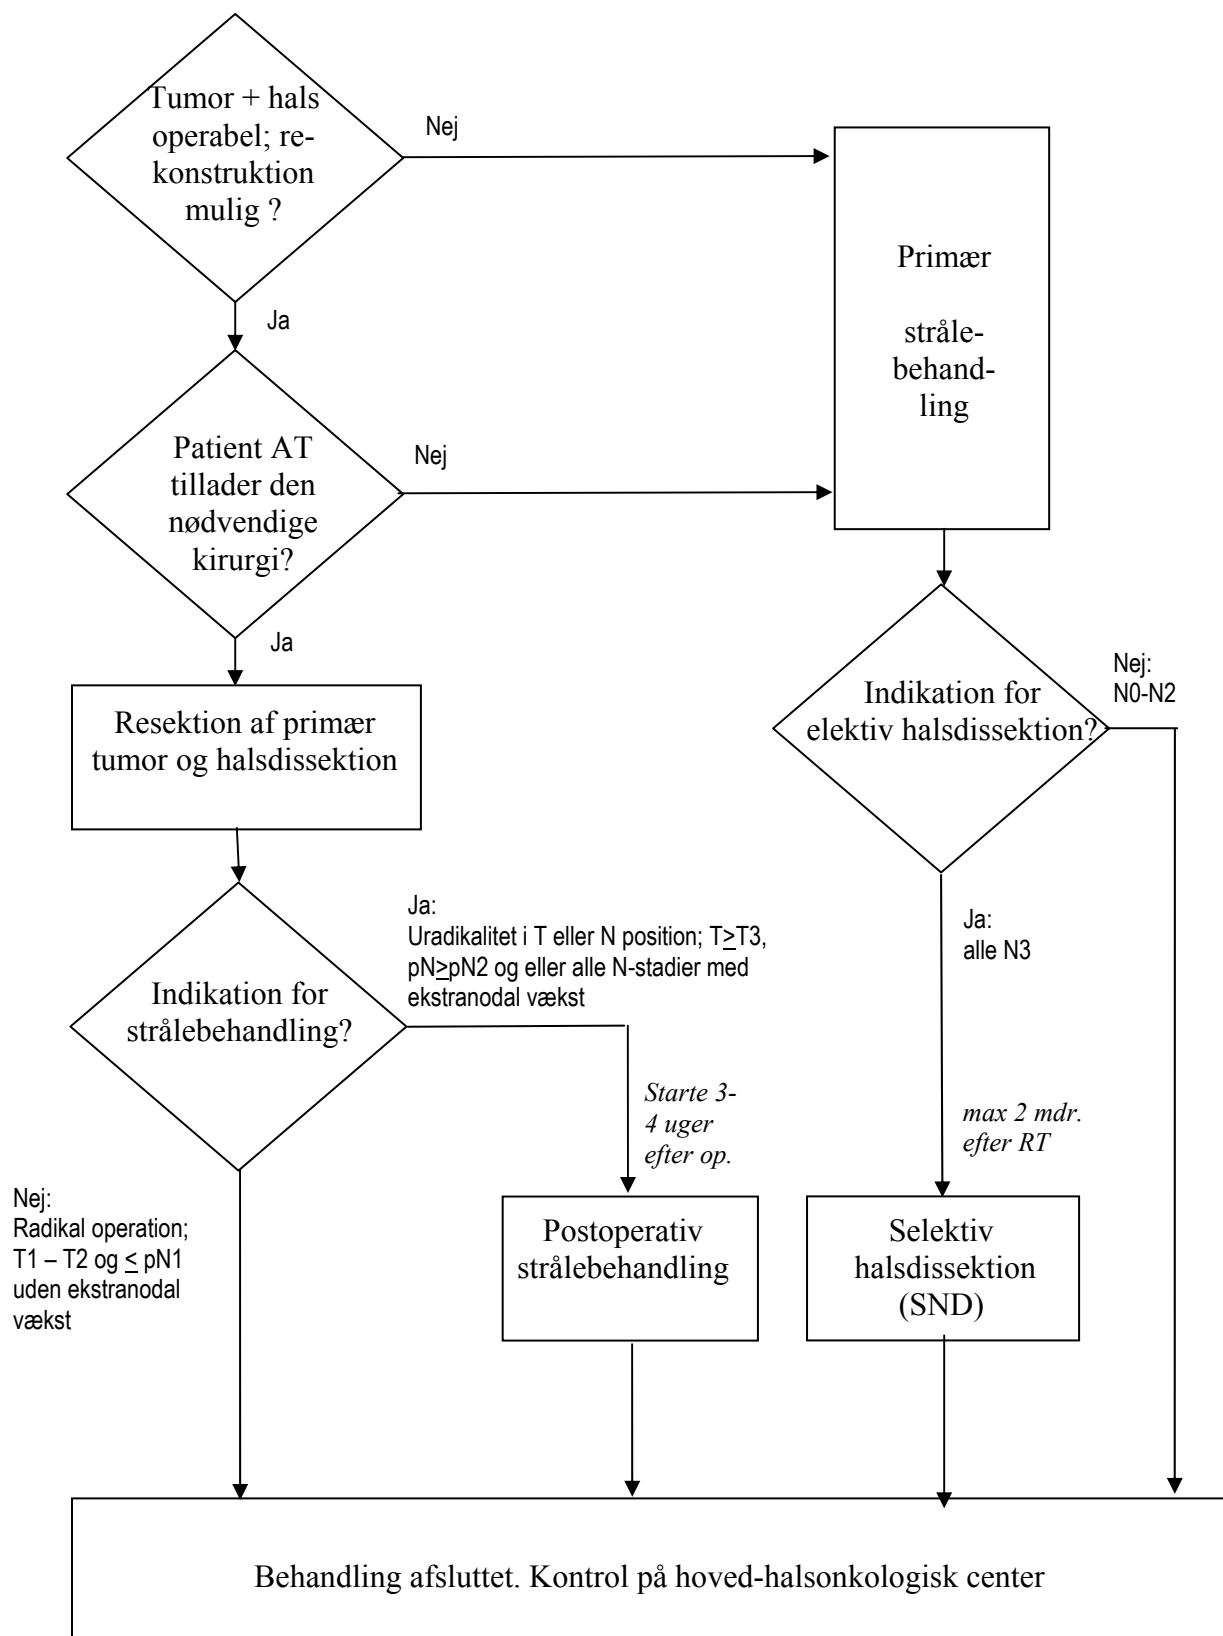 Tumor + hals
operabel; re-
konstruktion
mulig ?
Nej
Ja
Primær
stråle-
behand-
ling
Patient AT
tillader den
nødvendige
kirurgi?
Nej
Ja
Resektion af primær
tumor og halsdissektion
Indikation for
elektiv halsdissektion?
Nej:
N0-N2
Ja:
alle N3
Indikation for
strålebehandling?
Ja:
Uradikalitet i T eller N position; T≥T3,
pN≥pN2 og eller alle N-stadier med
ekstranodal vækst
Starte 3-
4 uger
efter op.
max 2 mdr.
efter RT
Nej:
Radikal operation;
T1 – T2 og ≤ pN1
uden ekstranodal
vækst
Postoperativ
strålebehandling
Selektiv
halsdissektion
(SND)
Behandling afsluttet. Kontrol på hoved-halsonkologisk center